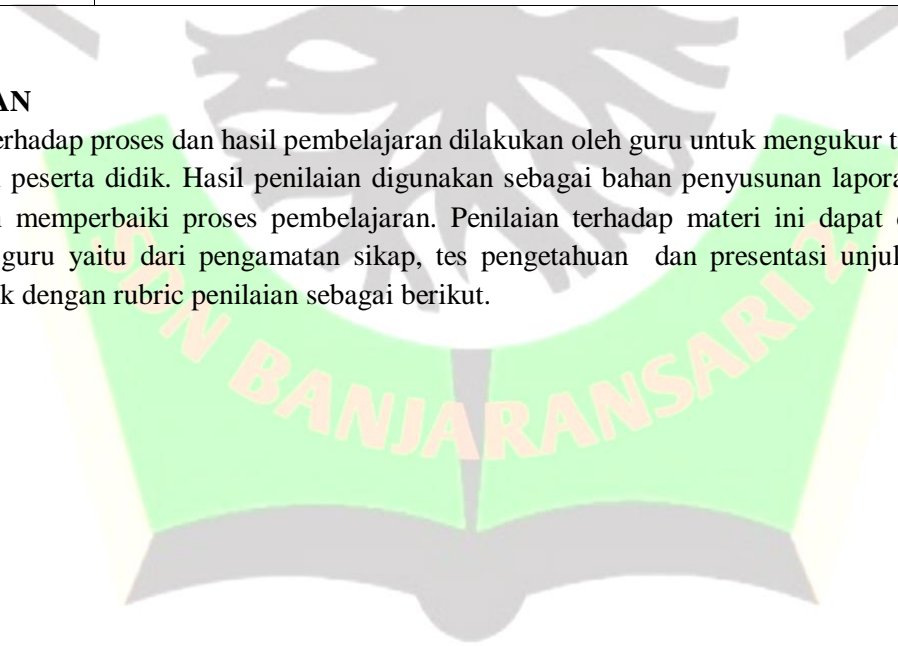 AN
erhadap proses dan hasil pembelajaran dilakukan oleh guru untuk mengukur t
peserta didik. Hasil penilaian digunakan sebagai bahan penyusunan lapora
memperbaiki proses pembelajaran. Penilaian terhadap materi ini dapat
guru yaitu dari pengamatan sikap, tes pengetahuan dan presentasi unjuk
k dengan rubric penilaian sebagai berikut.
SDN BANJARANSARI 2